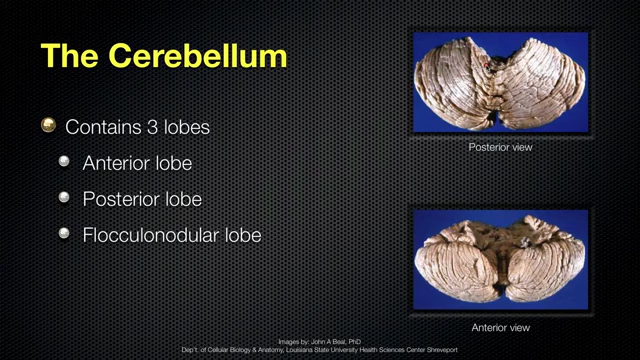 The Cerebellum
Contains 3 lobes
Anterior lobe
Posterior lobe
Flocculonodular lobe
Posterior view
Anterior view
Images by: John A Beal, PhD
Dep't. of Cellular Biology & Anatomy, Louisiana State University Health Sciences Center Shreveport